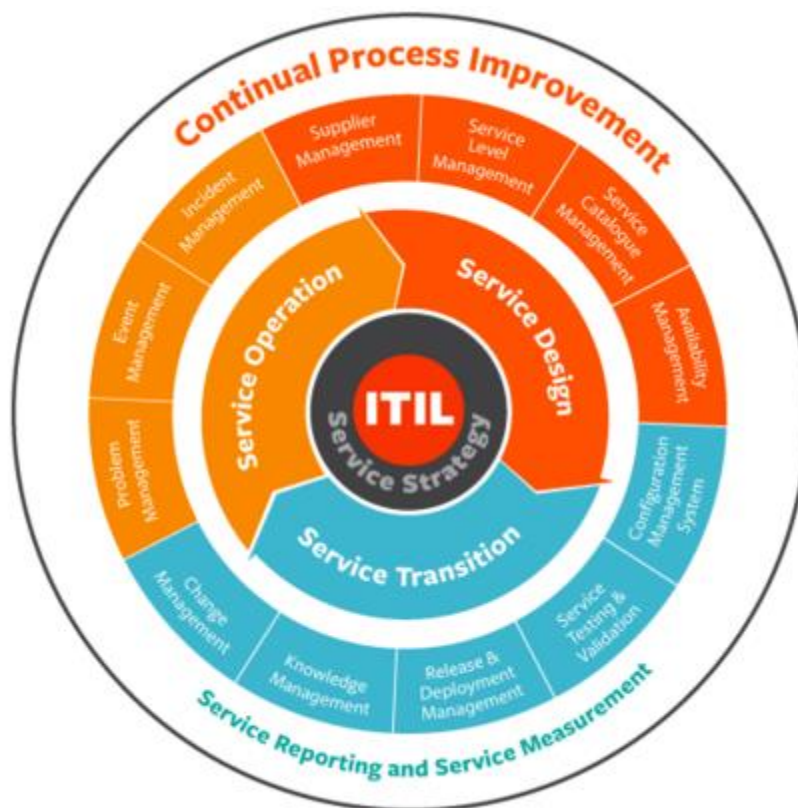 Continual Process Improvement
Supplier
Management
Service
Level
Management
Service
Catalogue
Management
Availability
Management
Configuration
Management
System
Service
Testing &
Validation
Release &
Deployment
Management
Knowledge
Management
Change
Management
Problem
Management
Event
Management
Incident
Management
Service Design
Service Transition
Service Operation
ITIL
Service Strategy
Service Reporting and Service Measurement